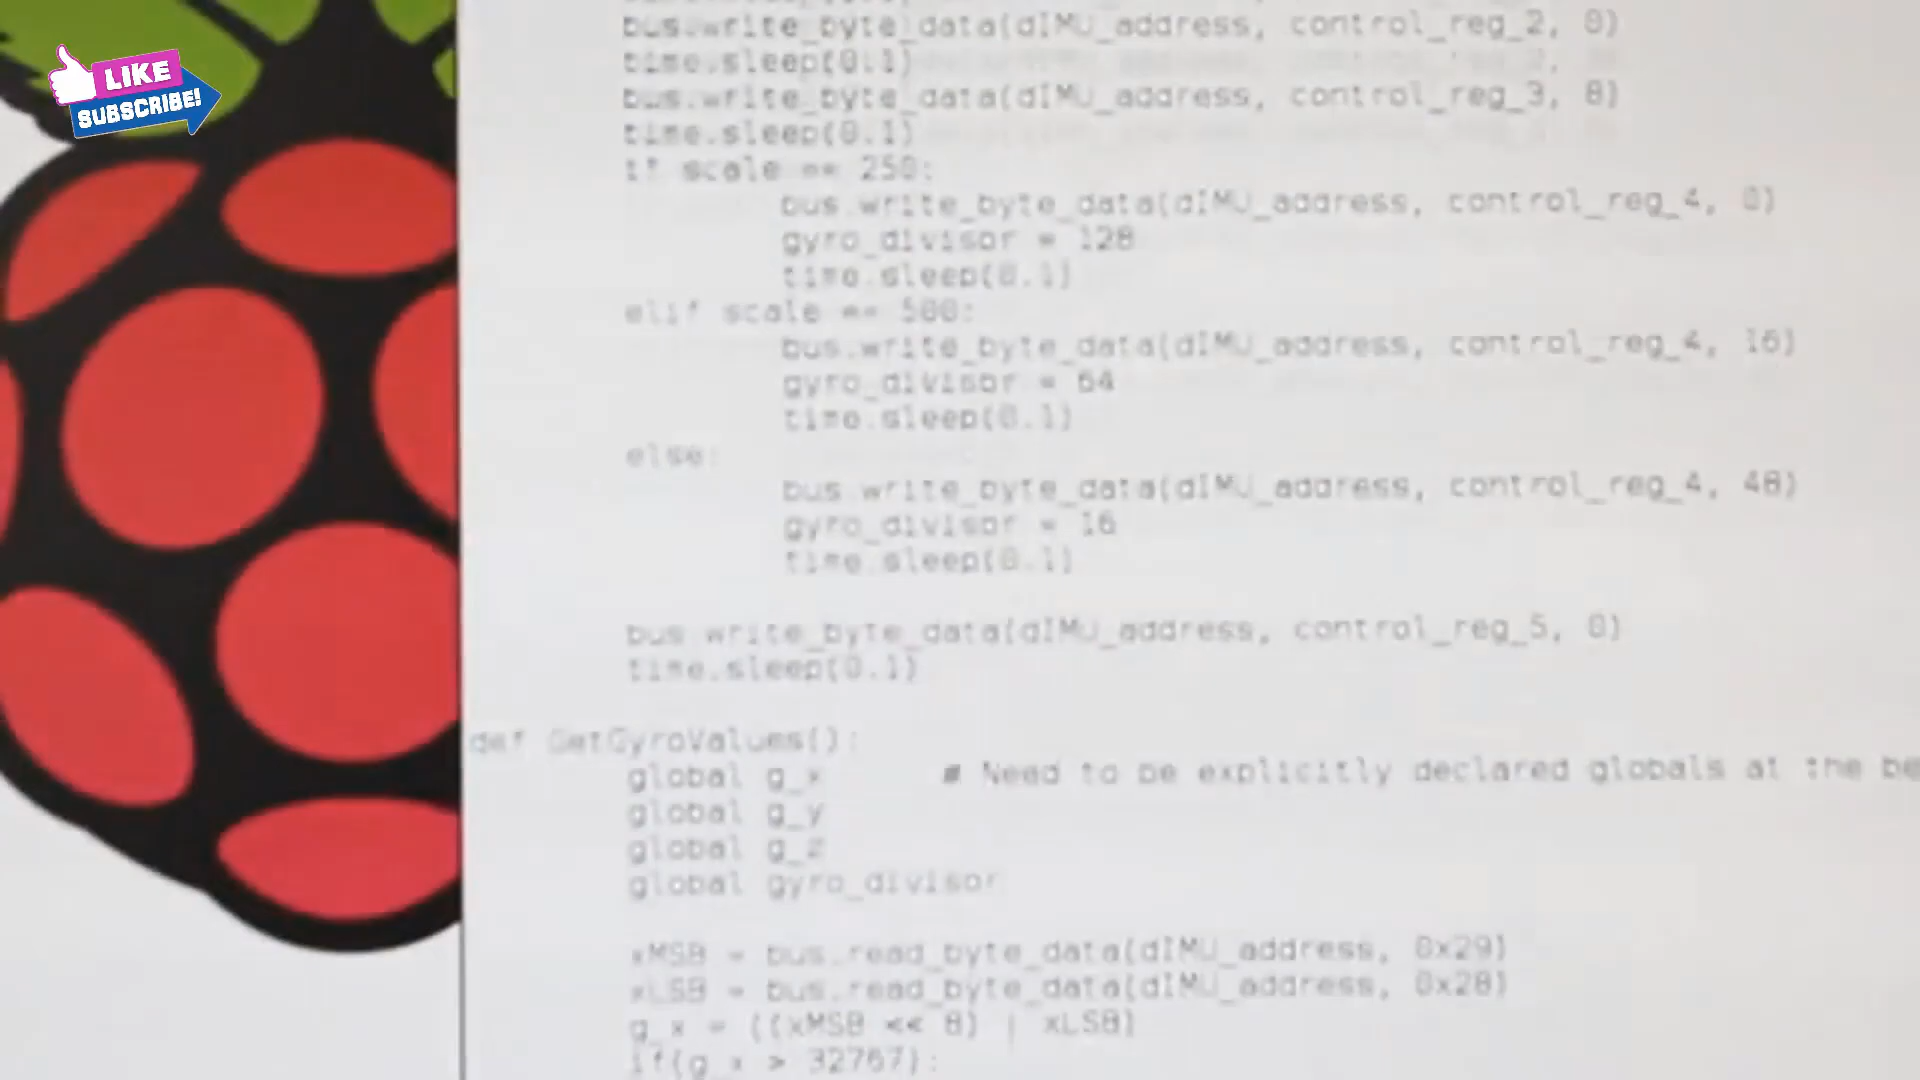 LIKE
SUBSCRIBE!
bus.write_byte_data(dIMU_address, control_reg_2, 0)
time.sleep(0.1)
bus.write_byte_data(dIMU_address, control_reg_3, 8)
time.sleep(0.1)
if scale == 250:
bus.write_byte_data(dIMU_address, control_reg_4, 0)
gyro_divisor = 128
time.sleep(0.1)
elif scale == 500:
bus.write_byte_data(dIMU_address, control_reg_4, 16)
gyro_divisor = 64
time.sleep(0.1)
else:
bus.write_byte_data(dIMU_address, control_reg_4, 48)
gyro_divisor = 16
time.sleep(0.1)
bus.write_byte_data(dIMU_address, control_reg_5, 0)
time.sleep(0.1)
def GetGyroValues():
global g_x # Need to be explicitly declared globals at the be
global g_y
global g_z
global gyro_divisor
xMSB = bus.read_byte_data(dIMU_address, 0x29)
xLSB = bus.read_byte_data(dIMU_address, 0x28)
g_x = ((xMSB << 8) | xLSB)
if(g_x > 32767):